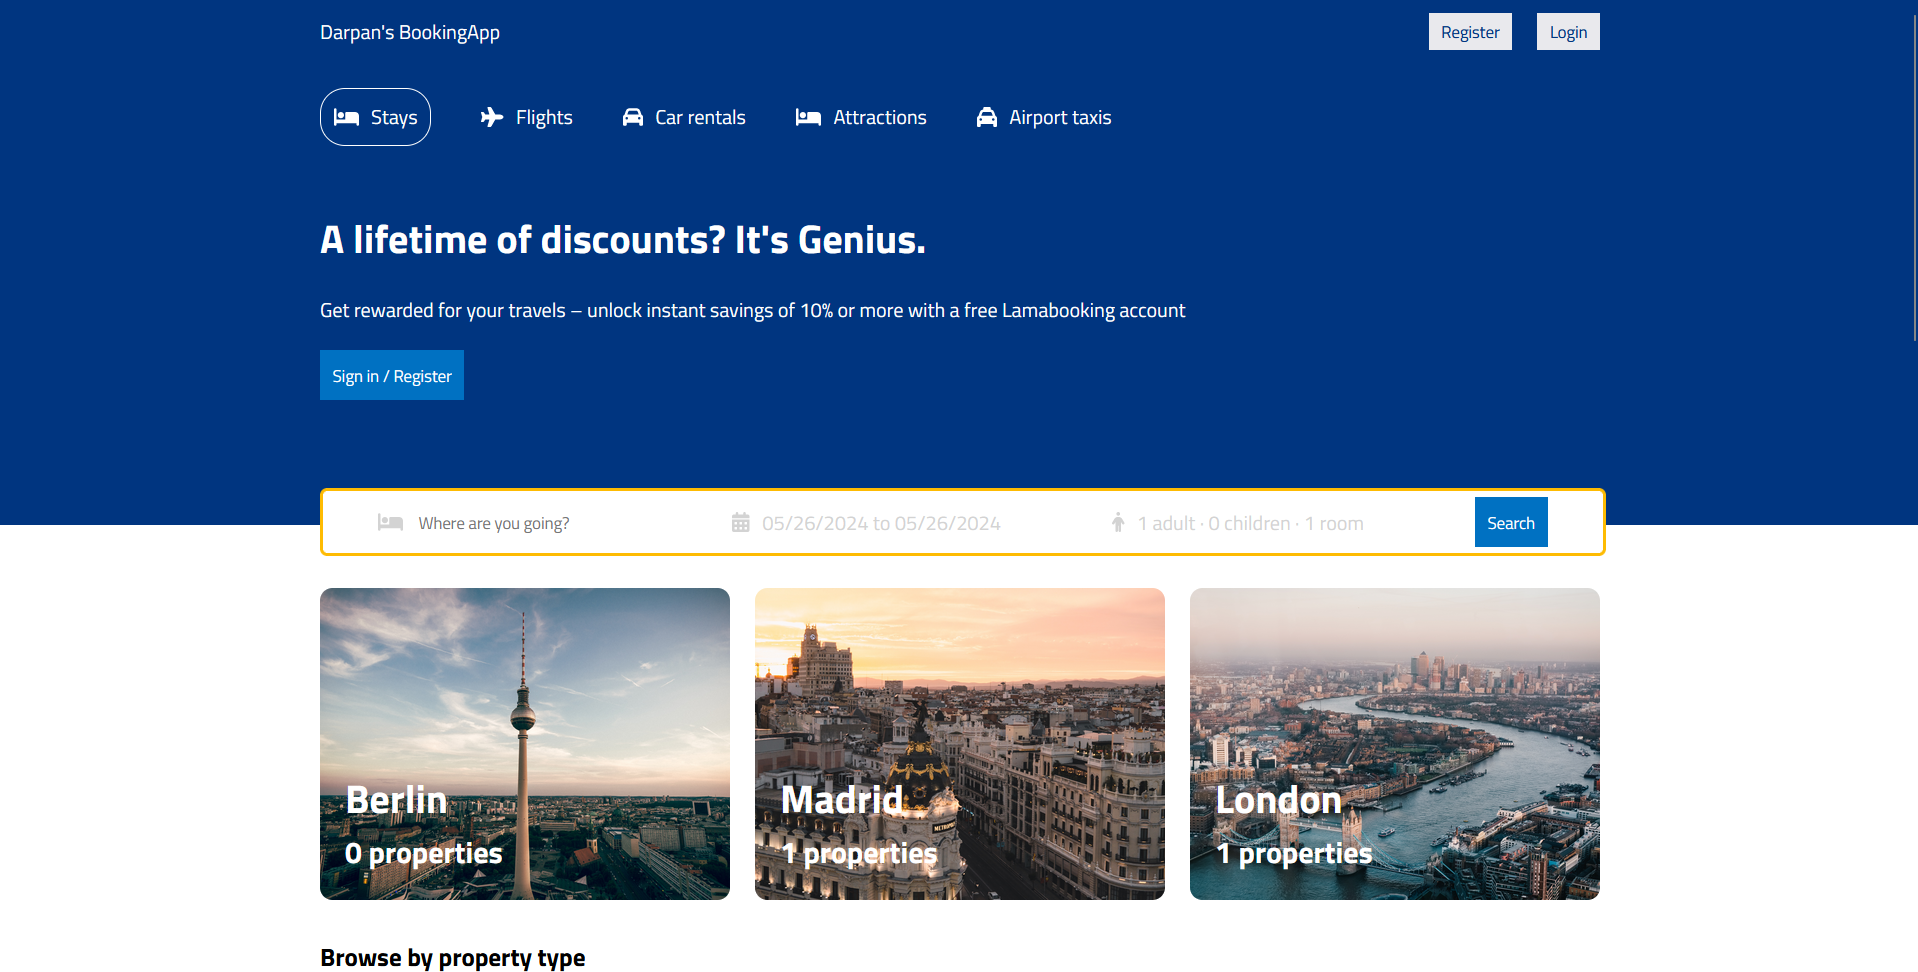 Darpan's BookingApp
Register
Login
Stays
Flights
Car rentals
Attractions
Airport taxis
A lifetime of discounts? It's Genius.
Get rewarded for your travels – unlock instant savings of 10% or more with a free Lamabooking account
Sign in / Register
Where are you going?
05/26/2024 to 05/26/2024
1 adult · 0 children · 1 room
Search
Berlin
0 properties
Madrid
1 properties
METROPOLIS
London
1 properties
Browse by property type